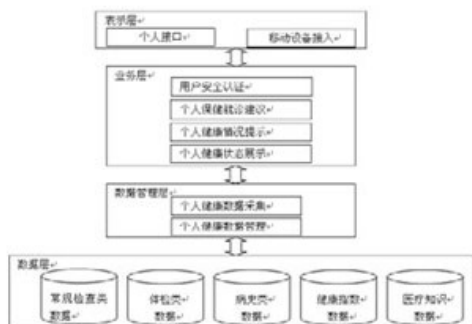 表示层
个人接口
移动设备接入
业务层
用户安全认证
个人保健就诊建议
个人健康情况提示
个人健康状态展示
数据管理层
个人健康数据采集
个人健康数据管理
数据层
常规检查类
数据
体检类
数据
病史类
数据
健康指数
数据
医疗知识
数据